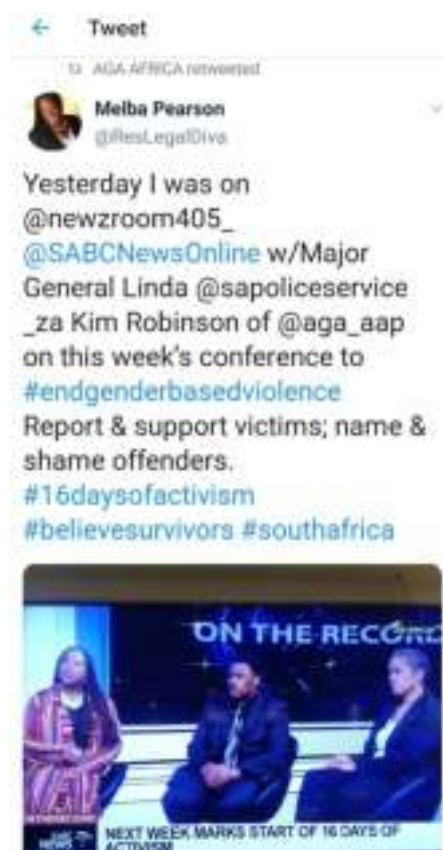 Tweet
AGA AFRICA retweeted
Melba Pearson
@ResLegalDiva
Yesterday I was on
@newzroom405_
@SABCNewsOnline w/Major
General Linda @sapoliceservice
_za Kim Robinson of @aga_aap
on this week's conference to
#endgenderbasedviolence
Report & support victims; name &
shame offenders.
#16daysofactivism
#believesurvivors #southafrica
ON THE RECORD
NEWS
NEXT WEEK MARKS START OF 16 DAYS OF
ACTIVISM